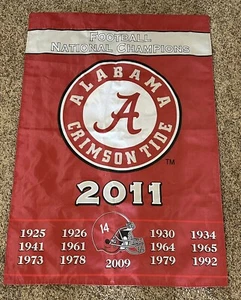 FOOTBALL
NATIONAL CHAMPIONS
ALABAMA
A
CRIMSON TIDE
TM
2011
1925 1926 14 1930 1934
1941 1961 1964 1965
1973 1978 2009 1979 1992